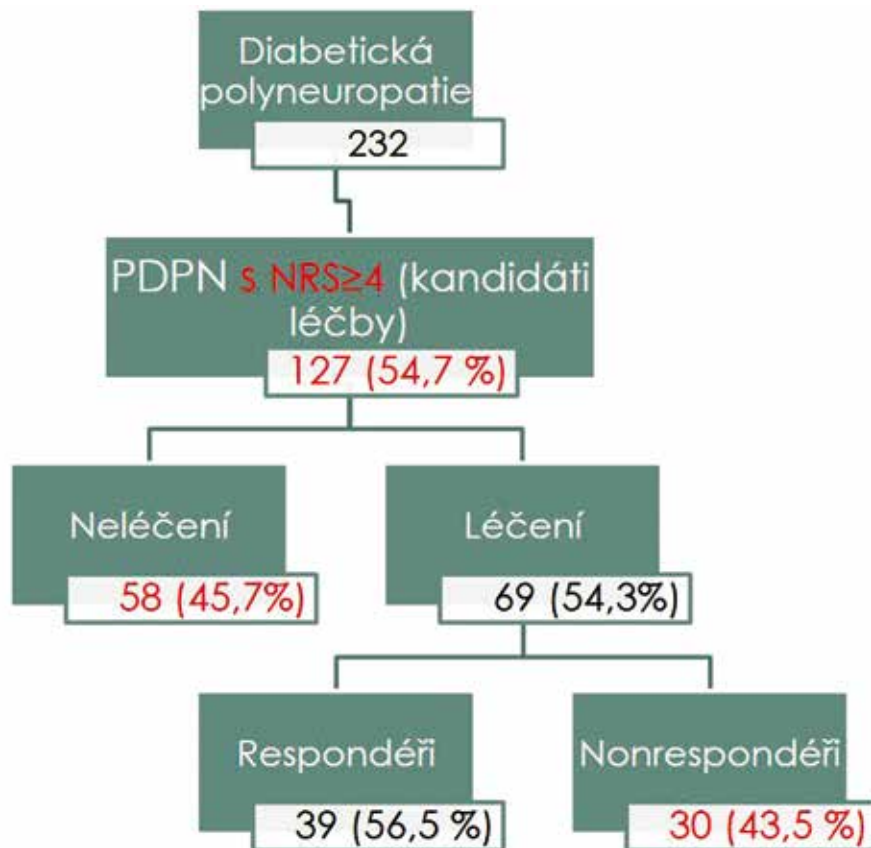 Diabetická
polyneuropatie
232
PDPN s NRS≥4 (kandidáti
léčby)
127 (54,7 %)
Neléčení
58 (45,7%)
Léčení
69 (54,3%)
Respondéři
39 (56,5 %)
Nonrespondéři
30 (43,5 %)